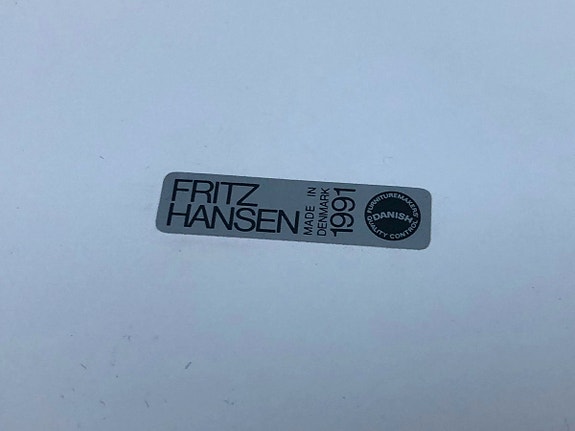 FRITZ
HANSEN
MADE IN
DENMARK
1991
FURNITUREMAKERS'
DANISH
QUALITY CONTROL